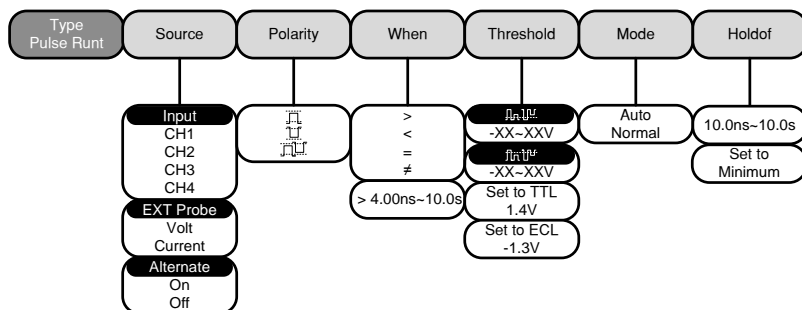 Type
Pulse Runt
Source
Polarity
When
Threshold
Mode
Holdof
Input
CH1
CH2
CH3
CH4
EXT Probe
Volt
Current
Alternate
On
Off
>
<
=
≠
> 4.00ns~10.0s
-XX~XXV
-XX~XXV
Set to TTL
1.4V
Set to ECL
-1.3V
Auto
Normal
10.0ns~10.0s
Set to
Minimum